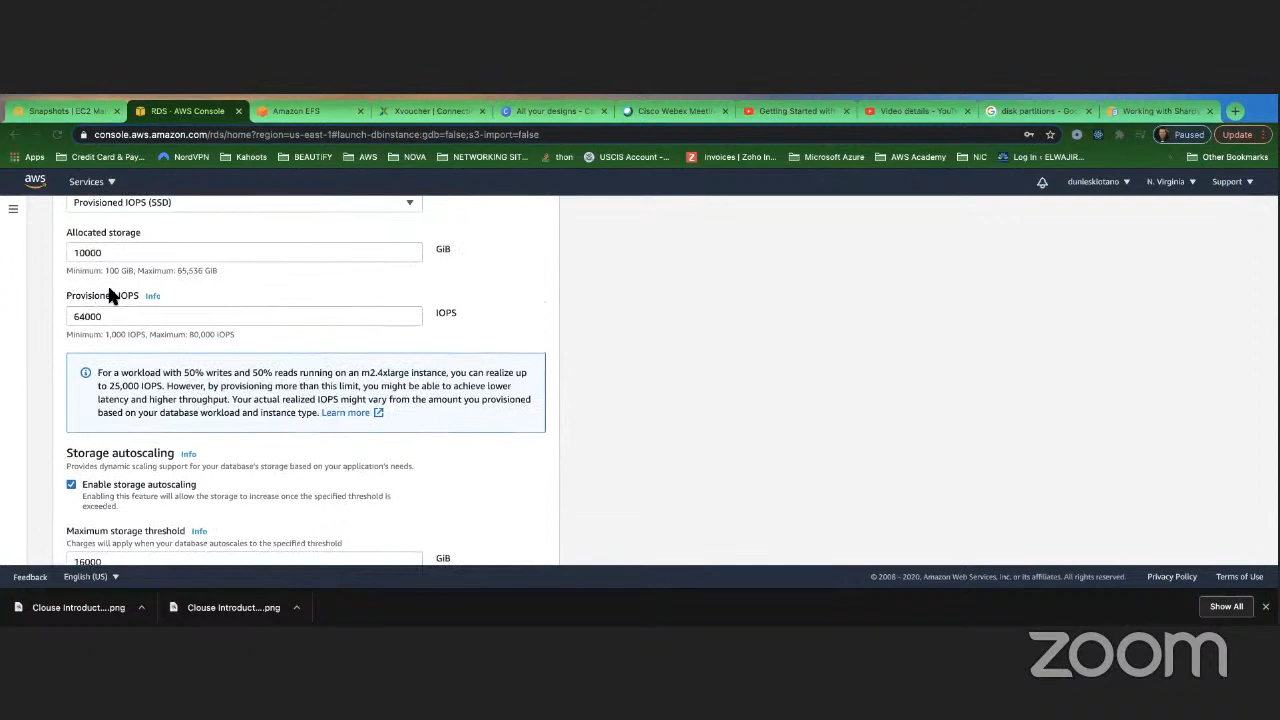 Snapshots | EC2 Ma
RDS · AWS Console
Amazon EFS
Xvoucher | Connecti
All your designs - Ca
Cisco Webex Meetin
Getting Started with
Video details - YouTu
disk partitions - Goo
Working with Shards
console.aws.amazon.com/rds/home?region=us-east-1#launch-dbinstance:gdb=false;s3-import=false
Paused
Update
Apps
Credit Card & Pay...
NordVPN
Kahoots
BEAUTIFY
AWS
NOVA
NETWORKING SIT...
thon
USCIS Account -...
Invoices | Zoho In...
Microsoft Azure
AWS Academy
NIC
Log In ‹ ELWAJIR...
»
Other Bookmarks
aws
Services
dunieskiotano
N. Virginia
Support
Provisioned IOPS (SSD)
Allocated storage
10000
GiB
Minimum: 100 GiB, Maximum: 65,536 GiB
Provisioned IOPS Info
64000
IOPS
Minimum: 1,000 IOPS, Maximum: 80,000 IOPS
For a workload with 50% writes and 50% reads running on an m2.4xlarge instance, you can realize up
to 25,000 IOPS. However, by provisioning more than this limit, you might be able to achieve lower
latency and higher throughput. Your actual realized IOPS might vary from the amount you provisioned
based on your database workload and instance type. Learn more
Storage autoscaling Info
Provides dynamic scaling support for your database's storage based on your application's needs.
Enable storage autoscaling
Enabling this feature will allow the storage to increase once the specified threshold is
exceeded.
Maximum storage threshold Info
Charges will apply when your database autoscales to the specified threshold
16000
GiB
Feedback
English (US)
© 2008 - 2020, Amazon Web Services, Inc. or its affiliates. All rights reserved.
Privacy Policy
Terms of Use
Clouse Introduct....png
Clouse Introduct....png
Show All
zoom